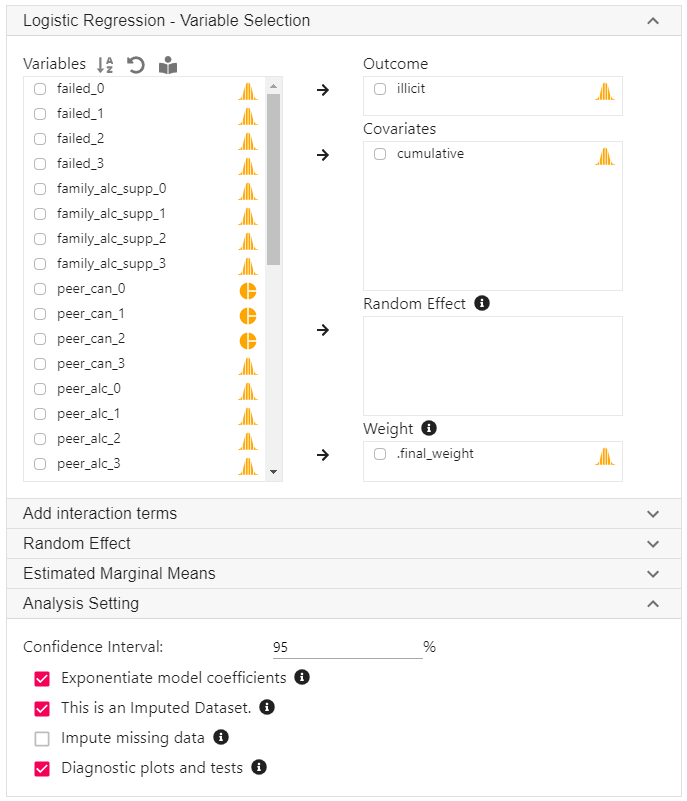 Logistic Regression - Variable Selection
Variables
failed_0
failed_1
failed_2
failed_3
family_alc_supp_0
family_alc_supp_1
family_alc_supp_2
family_alc_supp_3
peer_can_0
peer_can_1
peer_can_2
peer_can_3
peer_alc_0
peer_alc_1
peer_alc_2
peer_alc_3
Outcome
illicit
Covariates
cumulative
Random Effect
Weight
.final_weight
Add interaction terms
Random Effect
Estimated Marginal Means
Analysis Setting
Confidence Interval: 95 %
Exponentiate model coefficients
This is an Imputed Dataset.
Impute missing data
Diagnostic plots and tests